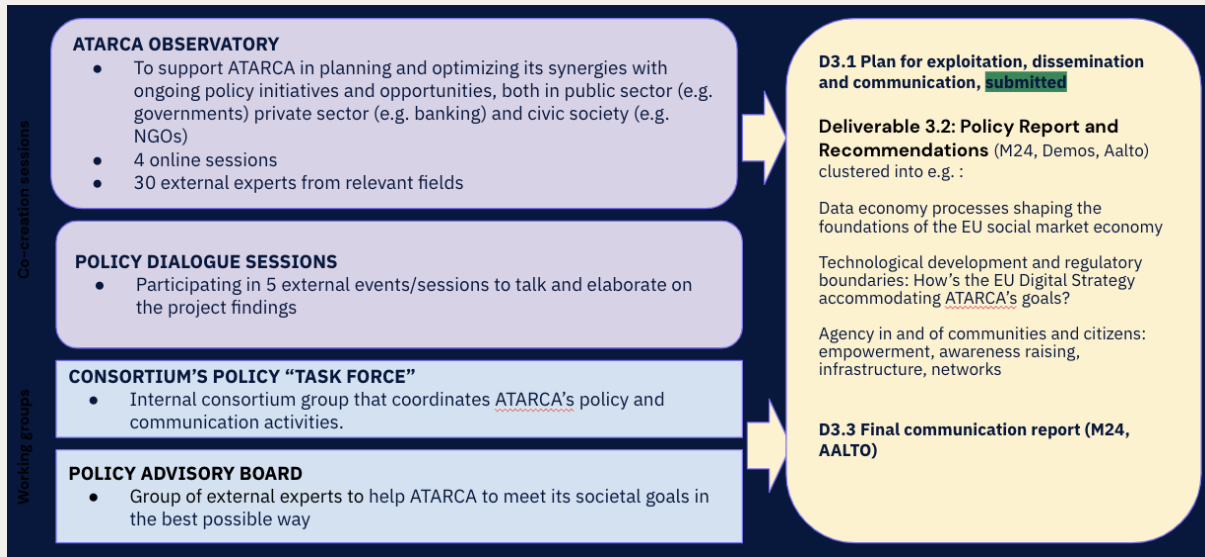 Co-creation sessions
ATARCA OBSERVATORY
● To support ATARCA in planning and optimizing its synergies with
ongoing policy initiatives and opportunities, both in public sector (e.g.
governments) private sector (e.g. banking) and civic society (e.g.
NGOs)
● 4 online sessions
● 30 external experts from relevant fields
POLICY DIALOGUE SESSIONS
● Participating in 5 external events/sessions to talk and elaborate on
the project findings
Working groups
CONSORTIUM’S POLICY “TASK FORCE”
● Internal consortium group that coordinates ATARCA’s policy and
communication activities.
POLICY ADVISORY BOARD
● Group of external experts to help ATARCA to meet its societal goals in
the best possible way
D3.1 Plan for exploitation, dissemination
and communication, submitted
Deliverable 3.2: Policy Report and
Recommendations (M24, Demos, Aalto)
clustered into e.g. :
Data economy processes shaping the
foundations of the EU social market economy
Technological development and regulatory
boundaries: How’s the EU Digital Strategy
accommodating ATARCA’s goals?
Agency in and of communities and citizens:
empowerment, awareness raising,
infrastructure, networks
D3.3 Final communication report (M24,
AALTO)